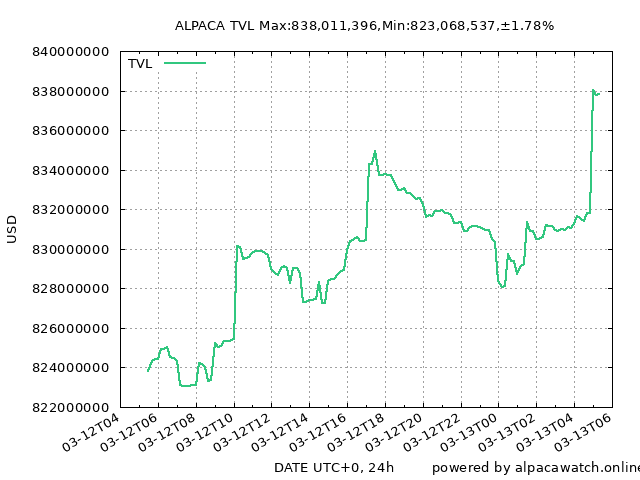 ALPACA TVL Max:838,011,396,Min:823,068,537,±1.78%
840000000
838000000
836000000
834000000
832000000
830000000
828000000
826000000
824000000
822000000
USD
TVL
03-12T04
03-12T06
03-12T08
03-12T10
03-12T12
03-12T14
03-12T16
03-12T18
03-12T20
03-12T22
03-13T00
03-13T02
03-13T04
03-13T06
DATE UTC+0, 24h
powered by alpacawatch.online